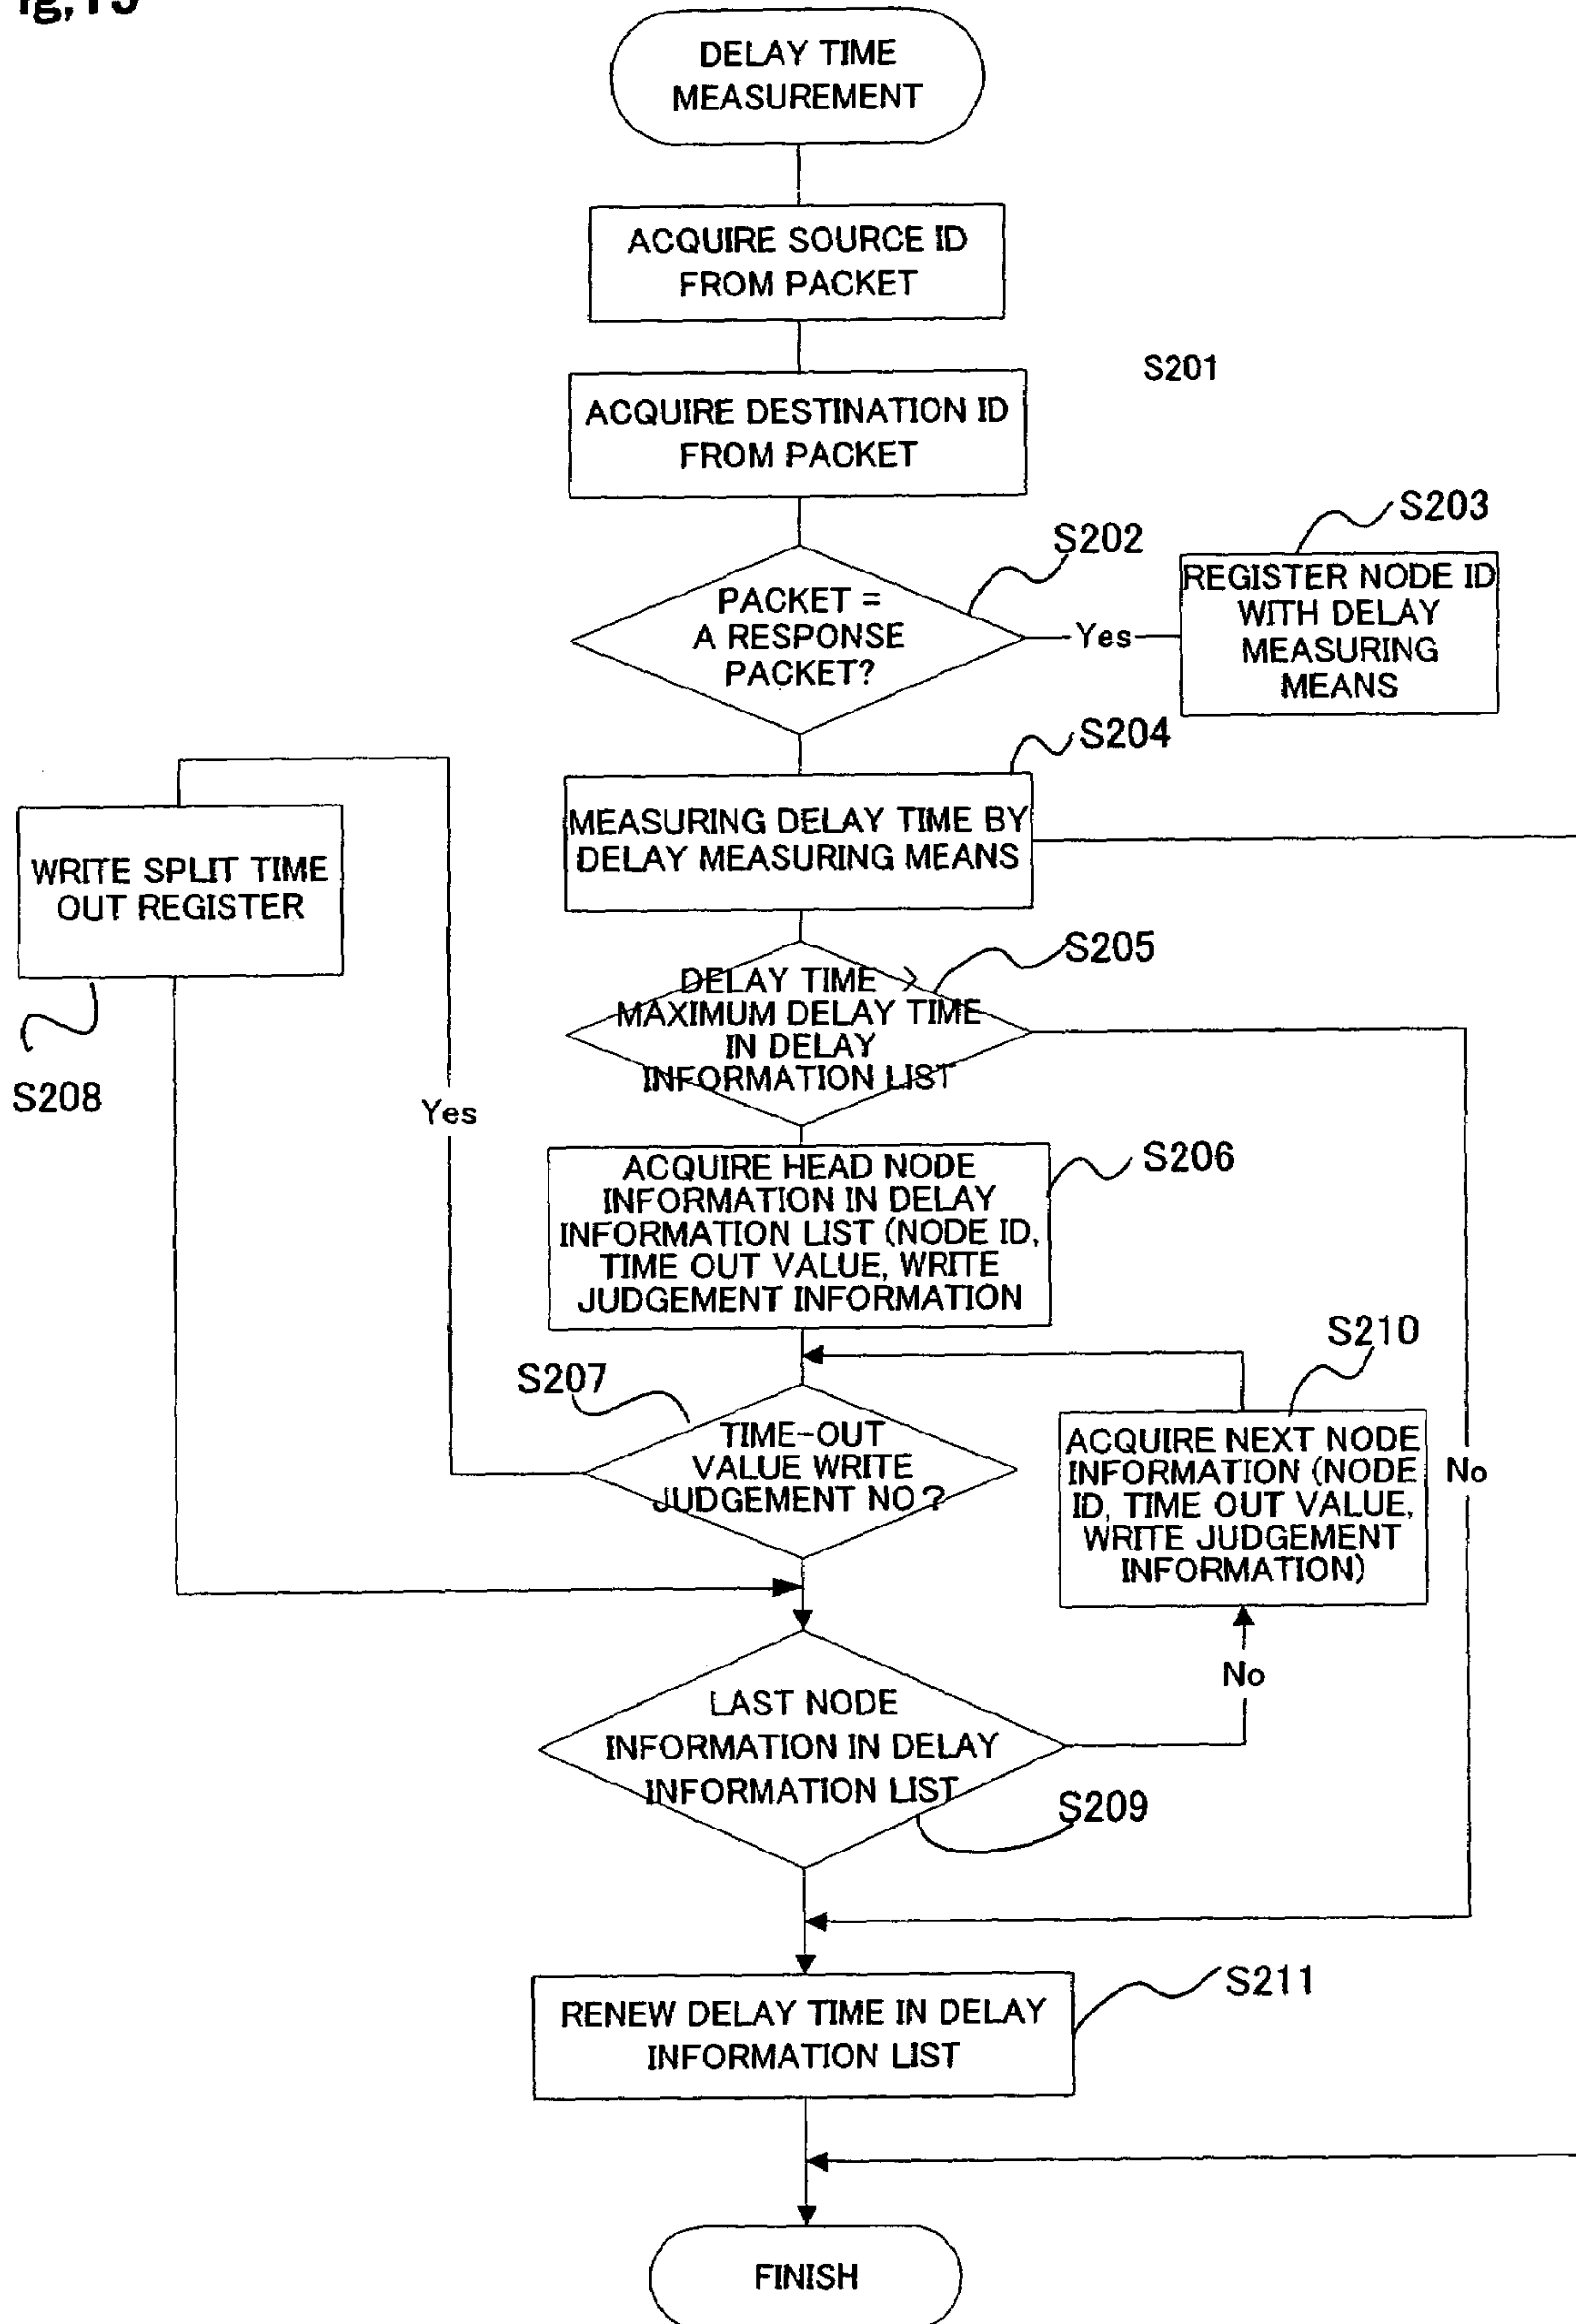 DELAY TIME
MEASUREMENT
ACQUIRE SOURCE ID
FROM PACKET
S201
ACQUIRE DESTINATION ID
FROM PACKET
S202
S203
PACKET =
A RESPONSE
PACKET?
Yes
REGISTER NODE ID
WITH DELAY
MEASURING
MEANS
S204
MEASURING DELAY TIME BY
DELAY MEASURING MEANS
WRITE SPLIT TIME
OUT REGISTER
S208
S205
DELAY TIME >
MAXIMUM DELAY TIME
IN DELAY
INFORMATION LIST
Yes
S206
ACQUIRE HEAD NODE
INFORMATION IN DELAY
INFORMATION LIST (NODE ID,
TIME OUT VALUE, WRITE
JUDGEMENT INFORMATION
S207
TIME-OUT
VALUE WRITE
JUDGEMENT NO?
S210
ACQUIRE NEXT NODE
INFORMATION (NODE
ID, TIME OUT VALUE,
WRITE JUDGEMENT
INFORMATION)
No
No
LAST NODE
INFORMATION IN DELAY
INFORMATION LIST
S209
S211
RENEW DELAY TIME IN DELAY
INFORMATION LIST
FINISH